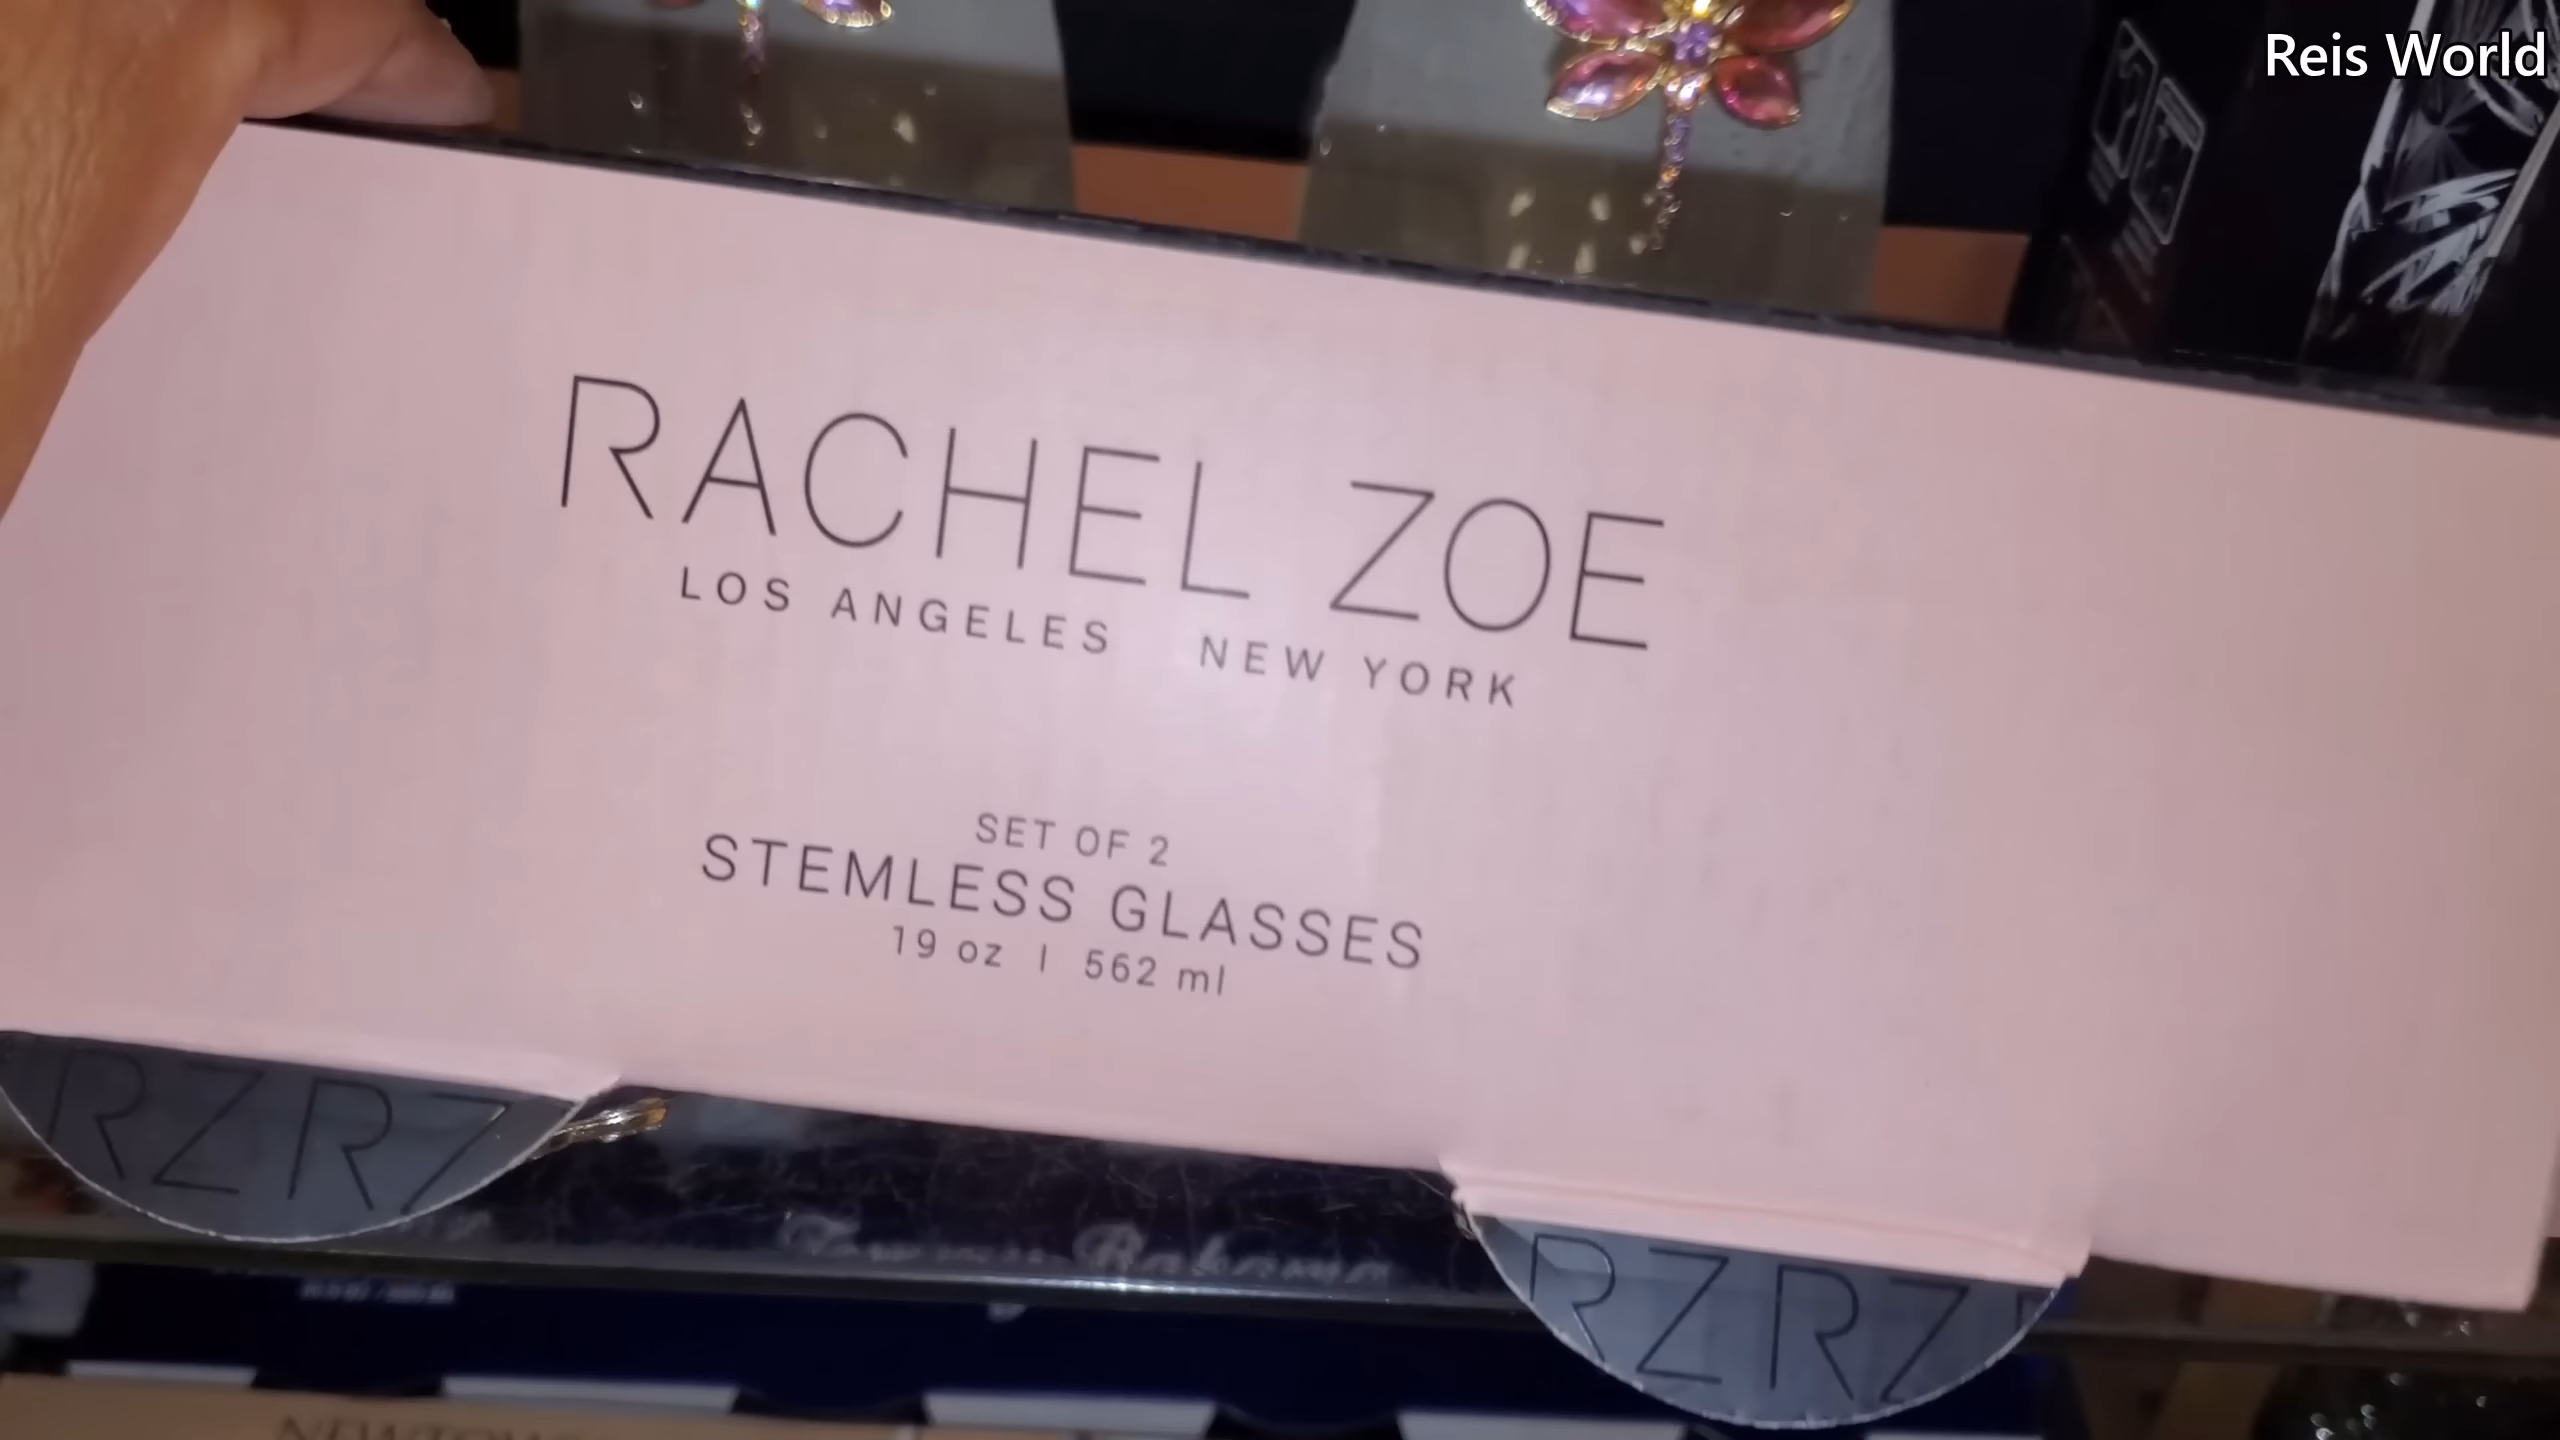 Reis World
RACHEL ZOE
LOS ANGELES NEW YORK
SET OF 2
STEMLESS GLASSES
19 oz | 562 ml
RZRZ
RZRZ